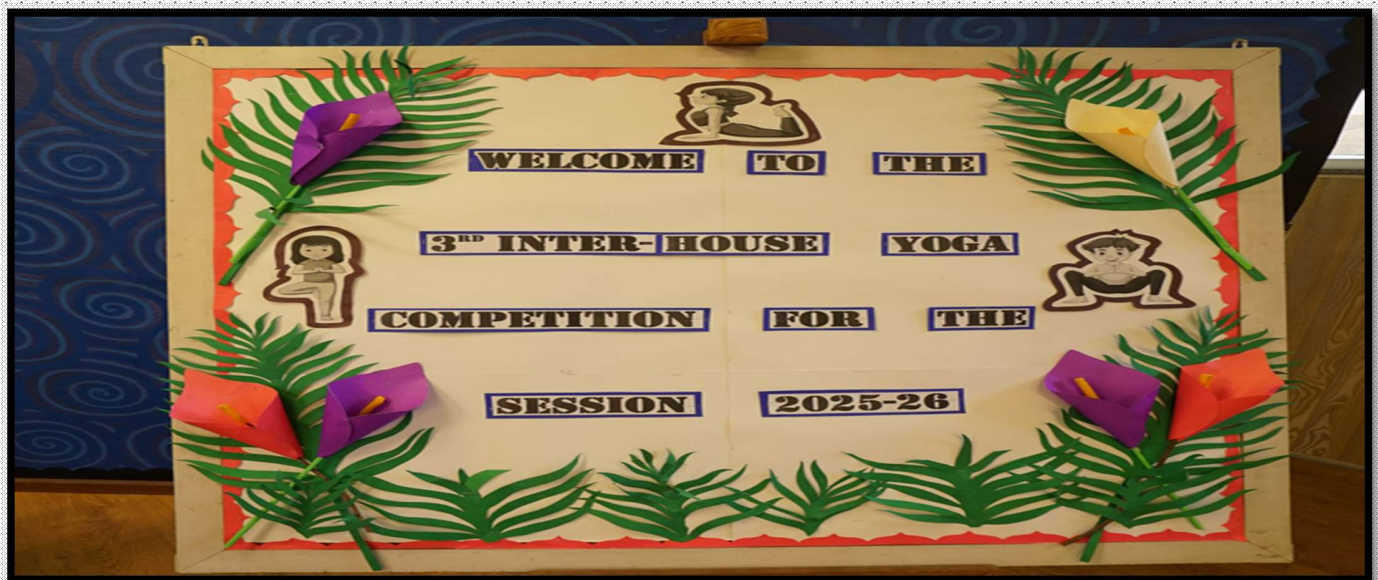 WELCOME TO THE
3RD INTER-HOUSE YOGA
COMPETITION FOR THE
SESSION 2025-26